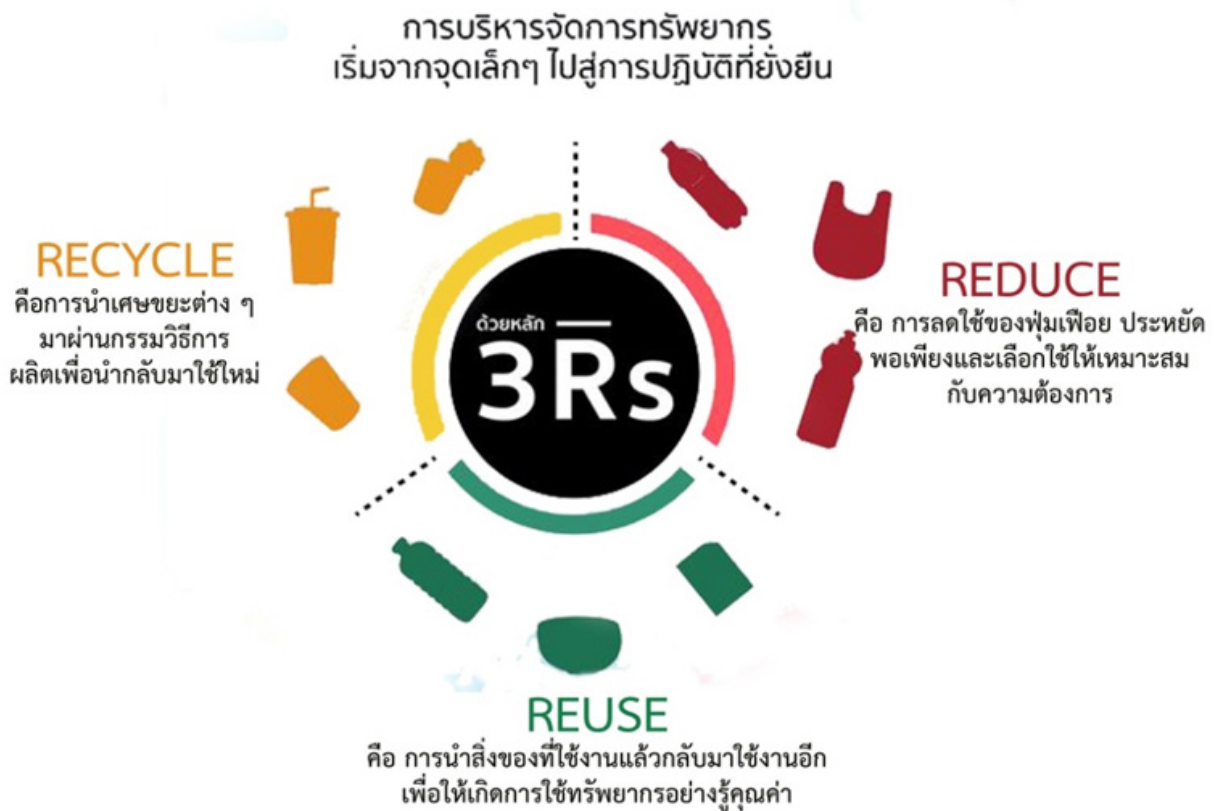 การบริหารจัดการทรัพยากร
เริ่มจากจุดเล็กๆ ไปสู่การปฏิบัติที่ยั่งยืน
ด้วยหลัก
3Rs
RECYCLE
คือการนำเศษขยะต่าง ๆ
มาผ่านกรรมวิธีการ
ผลิตเพื่อนำกลับมาใช้ใหม่
REDUCE
คือ การลดใช้ของฟุ่มเฟือย ประหยัด
พอเพียงและเลือกใช้ให้เหมาะสม
กับความต้องการ
REUSE
คือ การนำสิ่งของที่ใช้งานแล้วกลับมาใช้งานอีก
เพื่อให้เกิดการใช้ทรัพยากรอย่างรู้คุณค่า